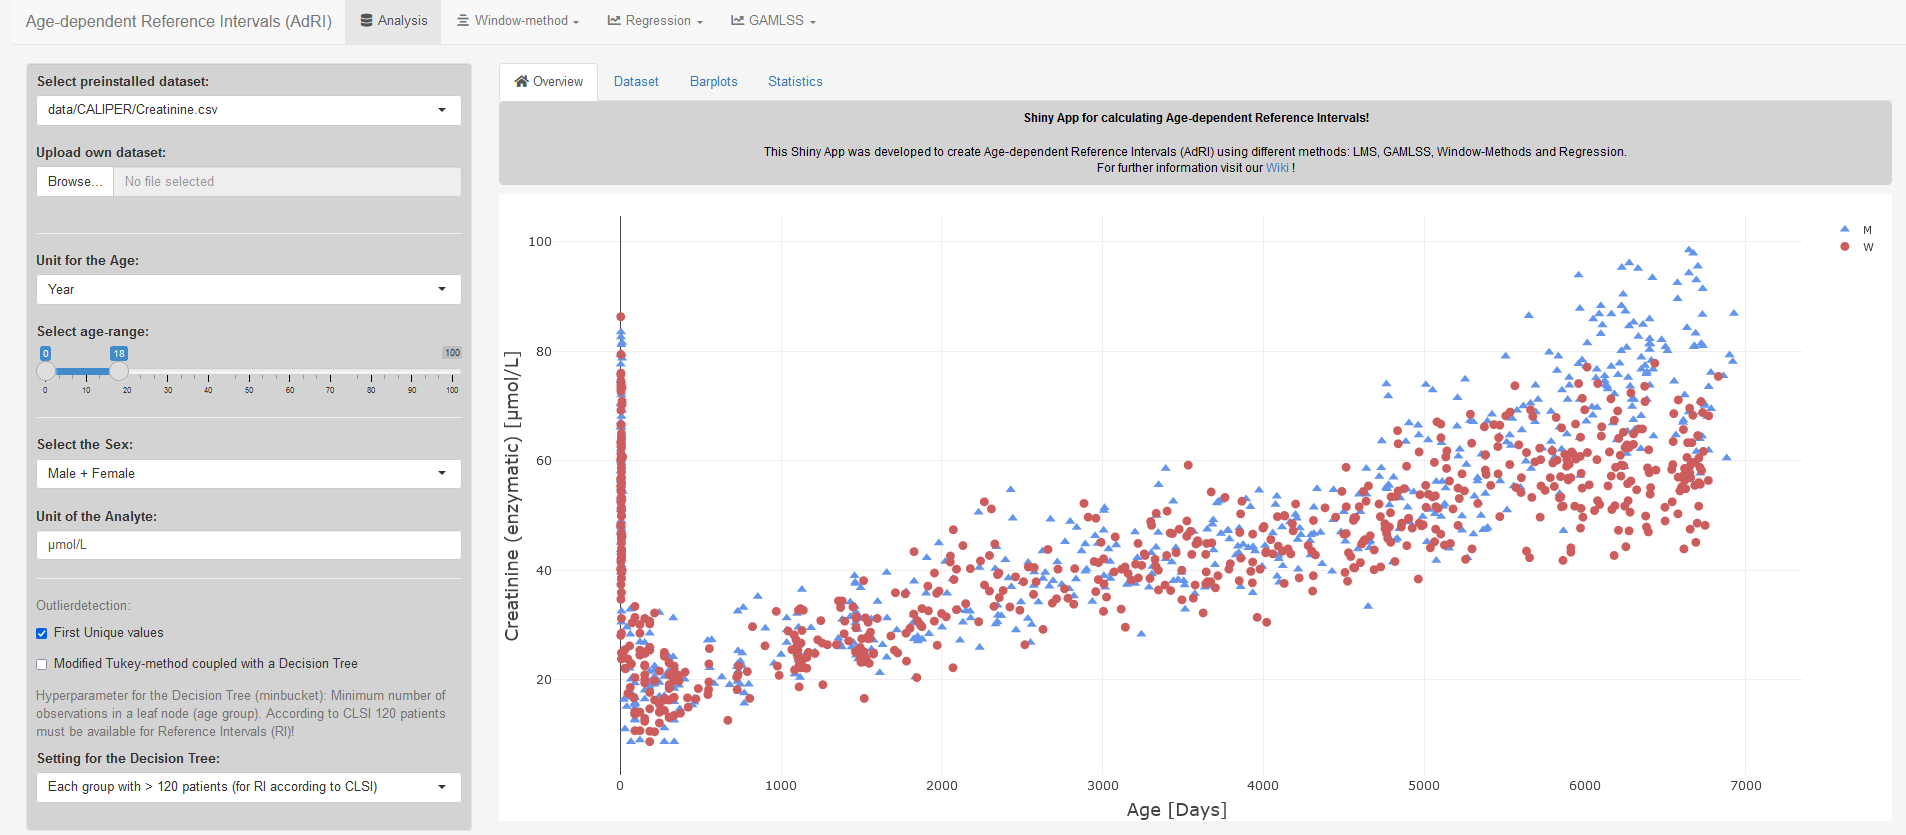 Age-dependent Reference Intervals (AdRI)
Analysis
Window-method
Regression
GAMLSS
Select preinstalled dataset:
data/CALIPER/Creatinine.csv
Upload own dataset:
Browse...
No file selected
Unit for the Age:
Year
Select age-range:
0
18
100
0 10 20 30 40 50 60 70 80 90 100
Select the Sex:
Male + Female
Unit of the Analyte:
µmol/L
Outlierdetection:
First Unique values
Modified Tukey-method coupled with a Decision Tree
Hyperparameter for the Decision Tree (minbucket): Minimum number of
observations in a leaf node (age group). According to CLSI 120 patients
must be available for Reference Intervals (RI)!
Setting for the Decision Tree:
Each group with > 120 patients (for RI according to CLSI)
Overview
Dataset
Barplots
Statistics
Shiny App for calculating Age-dependent Reference Intervals!
This Shiny App was developed to create Age-dependent Reference Intervals (AdRI) using different methods: LMS, GAMLSS, Window-Methods and Regression.
For further information visit our Wiki !
Creatinine (enzymatic) [µmol/L]
100
80
60
40
20
0 1000 2000 3000 4000 5000 6000 7000
Age [Days]
M
W